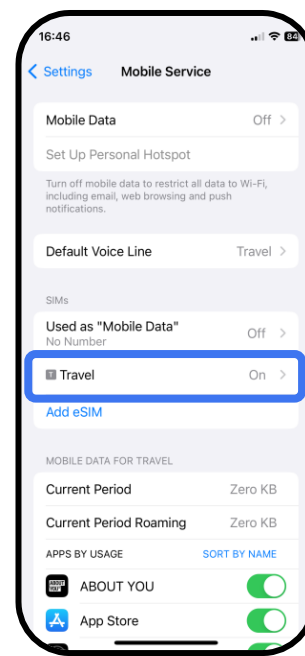 16:46 84
Settings Mobile Service
Mobile Data Off
Set Up Personal Hotspot
Turn off mobile data to restrict all data to Wi-Fi,
including email, web browsing and push
notifications.
Default Voice Line Travel
SIMs
Used as "Mobile Data" Off
No Number
T Travel On
Add eSIM
MOBILE DATA FOR TRAVEL
Current Period Zero KB
Current Period Roaming Zero KB
APPS BY USAGE SORT BY NAME
ABOUT YOU ABOUT YOU
App Store